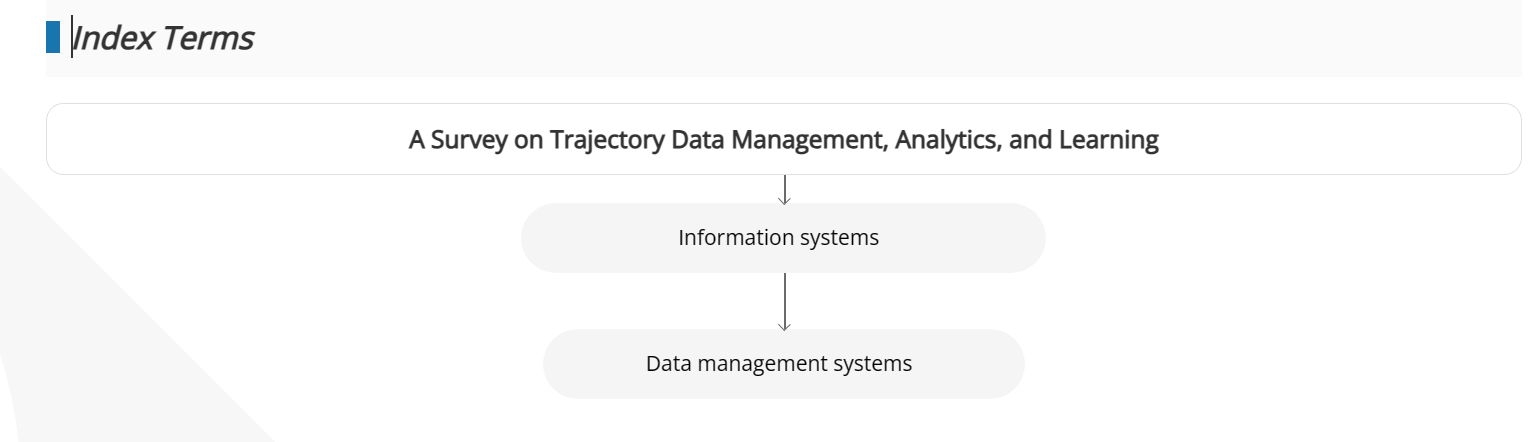 Index Terms
A Survey on Trajectory Data Management, Analytics, and Learning
Information systems
Data management systems